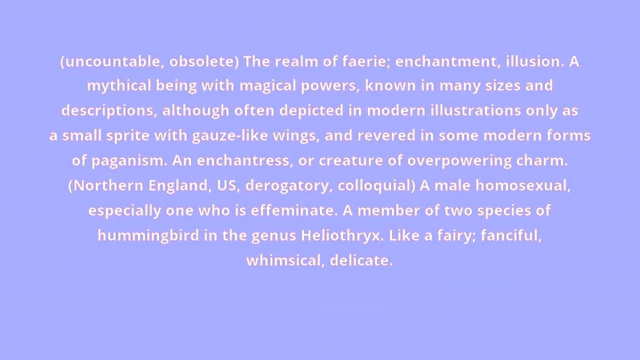 (uncountable, obsolete) The realm of faerie; enchantment, illusion. A
mythical being with magical powers, known in many sizes and
descriptions, although often depicted in modern illustrations only as
a small sprite with gauze-like wings, and revered in some modern forms
of paganism. An enchantress, or creature of overpowering charm.
(Northern England, US, derogatory, colloquial) A male homosexual,
especially one who is effeminate. A member of two species of
hummingbird in the genus Heliothryx. Like a fairy; fanciful,
whimsical, delicate.